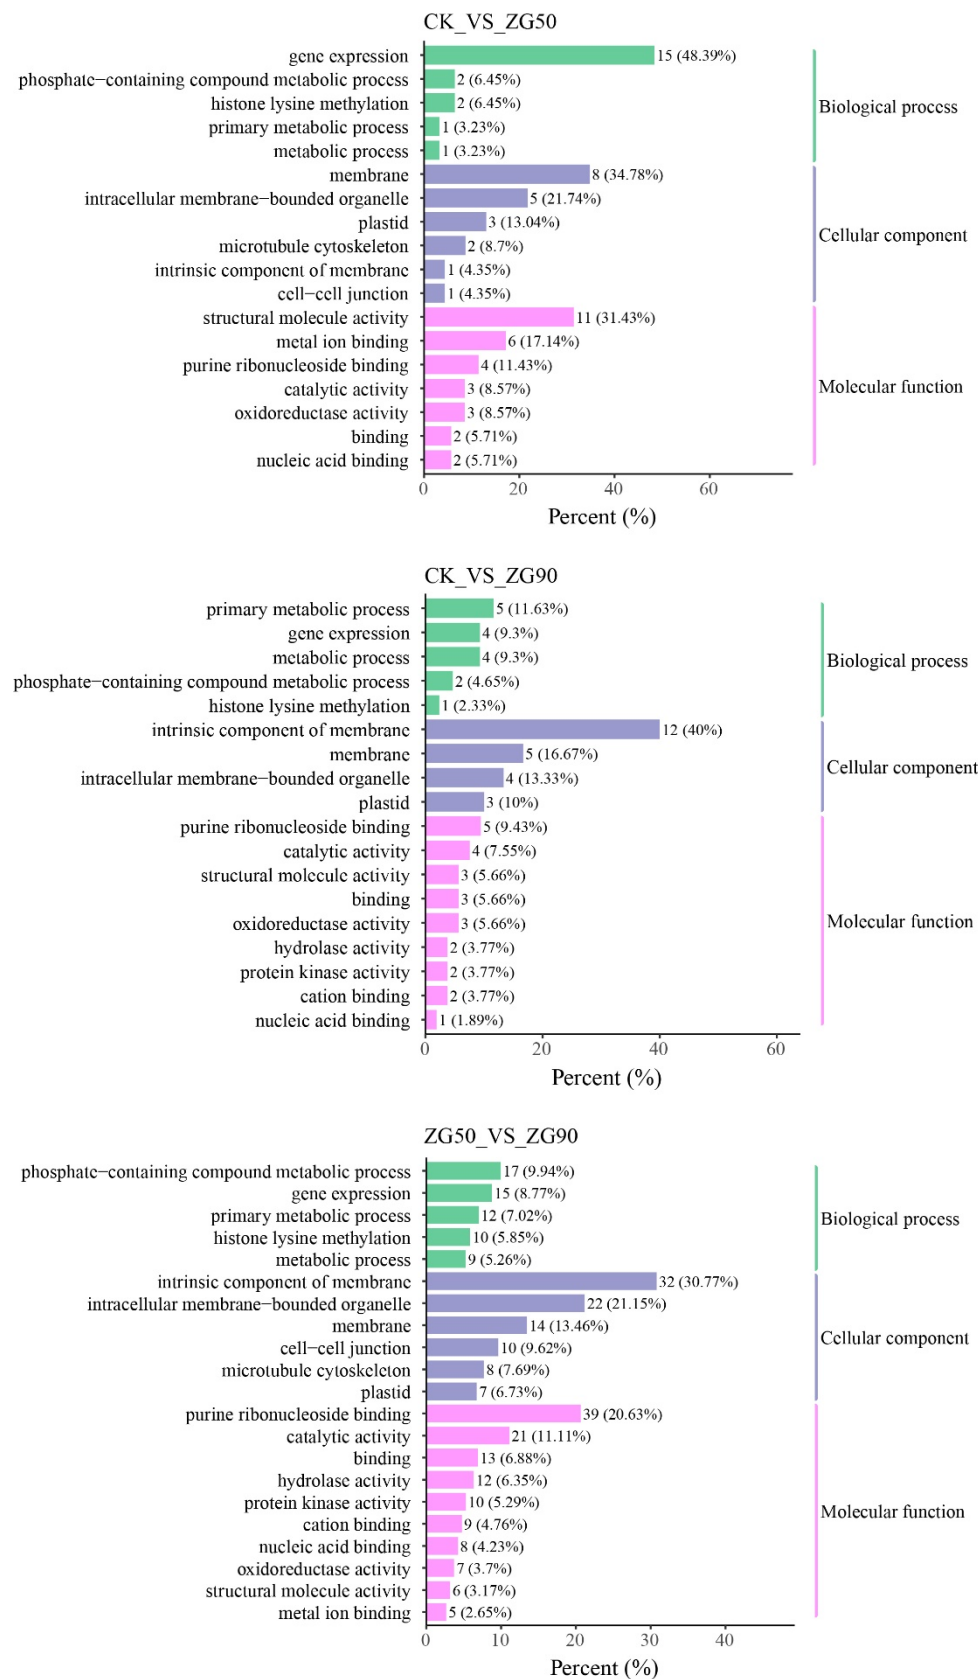 CK_VS_ZG50
gene expression 15 (48.39%)
phosphate−containing compound metabolic process 2 (6.45%)
histone lysine methylation 2 (6.45%)
primary metabolic process 1 (3.23%)
metabolic process 1 (3.23%)
Biological process
membrane 8 (34.78%)
intracellular membrane−bounded organelle 5 (21.74%)
plastid 3 (13.04%)
microtubule cytoskeleton 2 (8.7%)
intrinsic component of membrane 1 (4.35%)
cell−cell junction 1 (4.35%)
Cellular component
structural molecule activity 11 (31.43%)
metal ion binding 6 (17.14%)
purine ribonucleoside binding 4 (11.43%)
catalytic activity 3 (8.57%)
oxidoreductase activity 3 (8.57%)
binding 2 (5.71%)
nucleic acid binding 2 (5.71%)
Molecular function
0 20 40 60
Percent (%)
CK_VS_ZG90
primary metabolic process 5 (11.63%)
gene expression 4 (9.3%)
metabolic process 4 (9.3%)
phosphate−containing compound metabolic process 2 (4.65%)
histone lysine methylation 1 (2.33%)
Biological process
intrinsic component of membrane 12 (40%)
membrane 5 (16.67%)
intracellular membrane−bounded organelle 4 (13.33%)
plastid 3 (10%)
Cellular component
purine ribonucleoside binding 5 (9.43%)
catalytic activity 4 (7.55%)
structural molecule activity 3 (5.66%)
binding 3 (5.66%)
oxidoreductase activity 3 (5.66%)
hydrolase activity 2 (3.77%)
protein kinase activity 2 (3.77%)
cation binding 2 (3.77%)
nucleic acid binding 1 (1.89%)
Molecular function
0 20 40 60
Percent (%)
ZG50_VS_ZG90
phosphate−containing compound metabolic process 17 (9.94%)
gene expression 15 (8.77%)
primary metabolic process 12 (7.02%)
histone lysine methylation 10 (5.85%)
metabolic process 9 (5.26%)
Biological process
intrinsic component of membrane 32 (30.77%)
intracellular membrane−bounded organelle 22 (21.15%)
membrane 14 (13.46%)
cell−cell junction 10 (9.62%)
microtubule cytoskeleton 8 (7.69%)
plastid 7 (6.73%)
Cellular component
purine ribonucleoside binding 39 (20.63%)
catalytic activity 21 (11.11%)
binding 13 (6.88%)
hydrolase activity 12 (6.35%)
protein kinase activity 10 (5.29%)
cation binding 9 (4.76%)
nucleic acid binding 8 (4.23%)
oxidoreductase activity 7 (3.7%)
structural molecule activity 6 (3.17%)
metal ion binding 5 (2.65%)
Molecular function
0 10 20 30 40
Percent (%)